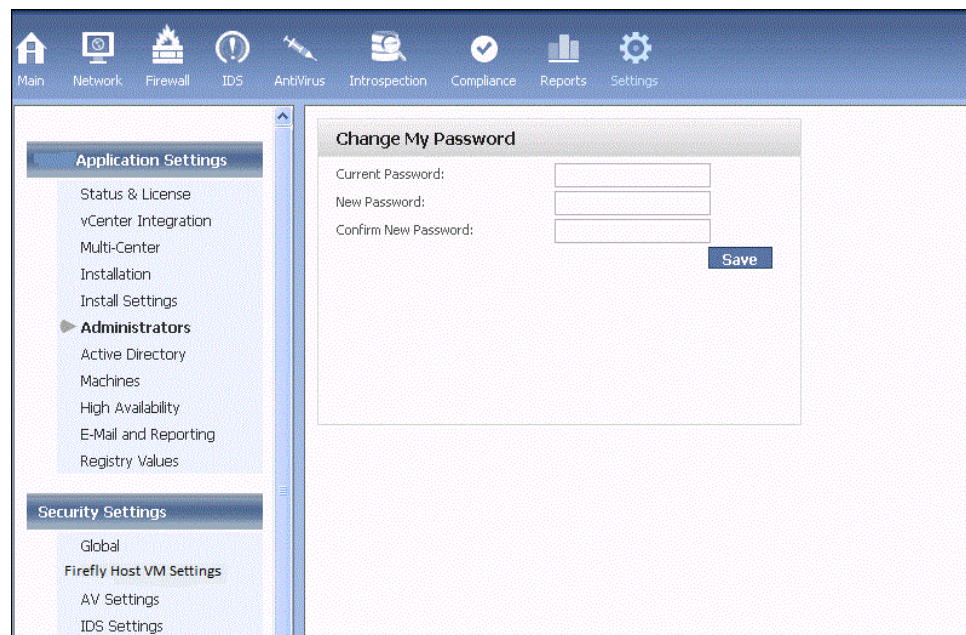 Main Network Firewall IDS AntiVirus Introspection Compliance Reports Settings
Application Settings
Status & License
vCenter Integration
Multi-Center
Installation
Install Settings
Administrators
Active Directory
Machines
High Availability
E-Mail and Reporting
Registry Values
Security Settings
Global
Firefly Host VM Settings
AV Settings
IDS Settings
Change My Password
Current Password:
New Password:
Confirm New Password:
Save